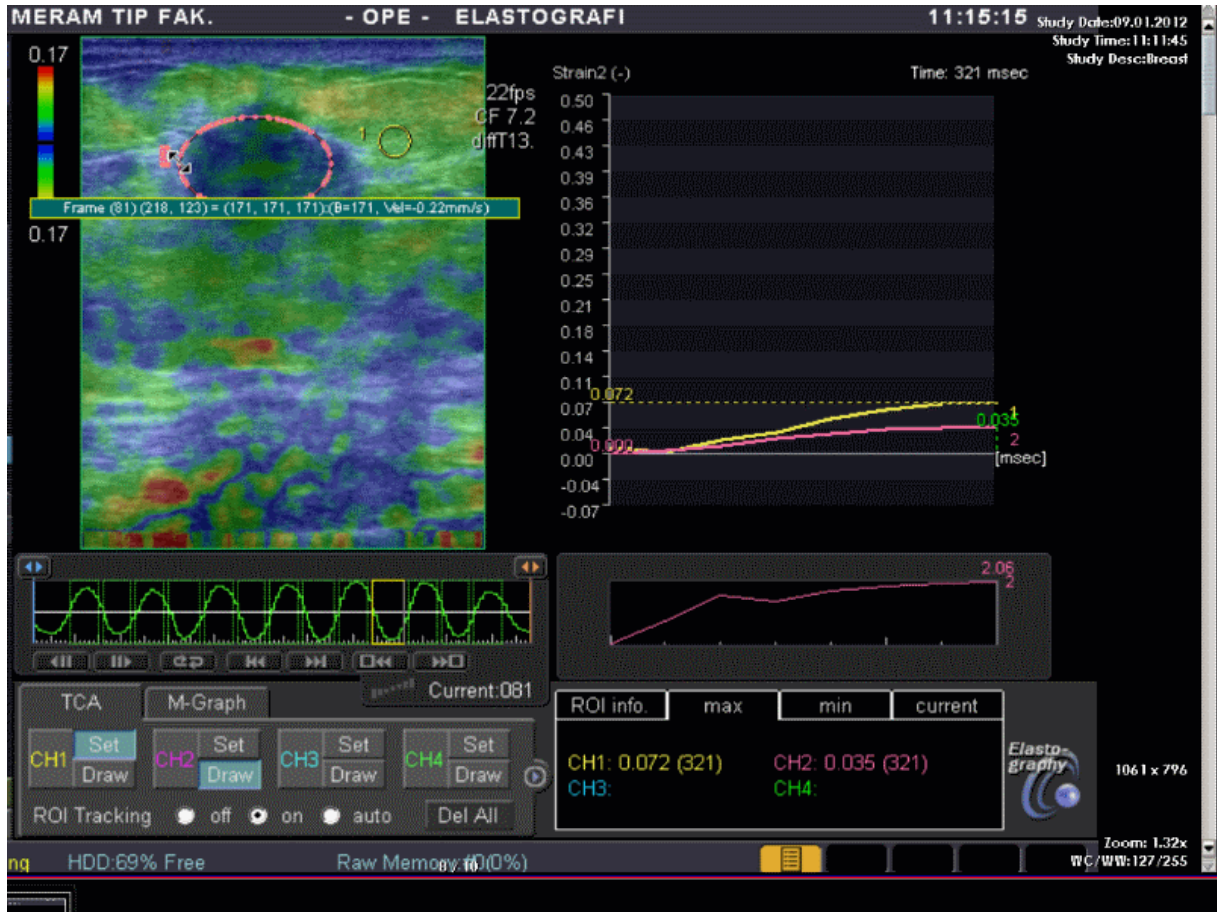 MERAM TIP FAK. - OPE - ELASTOGRAFI 11:15:15
Study Date:09.01.2012
Study Time:11:11:45
Study Desc:Breast
0.17
22fps
CF 7.2
diffT13.
1
Frame (81) (218, 123) = (171, 171, 171):(B=171, Vel=-0.22mm/s)
0.17
Strain2 (-) Time: 321 msec
0.50
0.46
0.43
0.39
0.36
0.32
0.29
0.25
0.21
0.18
0.14
0.11
0.072
0.07
0.04
0.000
0.00
-0.04
-0.07
1
0.035
2
[msec]
2.06
2
Current:081
TCA M-Graph
CH1 Set Draw
CH2 Set Draw
CH3 Set Draw
CH4 Set Draw
ROI Tracking off on auto Del All
ROI info. max min current
CH1: 0.072 (321) CH2: 0.035 (321)
CH3: CH4:
Elasto-
graphy
1061 x 796
Zoom: 1.32x
WC/WW:127/255
ng HDD:69% Free Raw Memory: